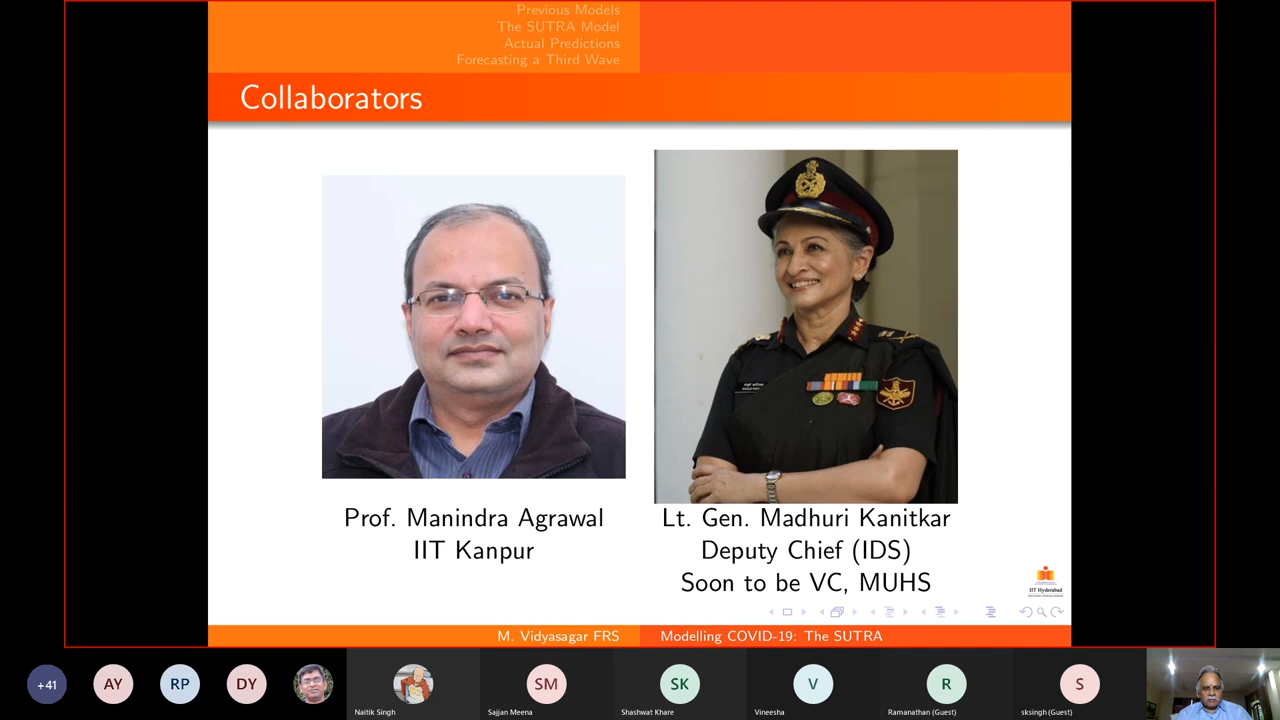 Previous Models
The SUTRA Model
Actual Predictions
Forecasting a Third Wave
Collaborators
Prof. Manindra Agrawal
IIT Kanpur
Lt. Gen. Madhuri Kanitkar
Deputy Chief (IDS)
Soon to be VC, MUHS
IIT Hyderabad
M. Vidyasagar FRS
Modelling COVID-19: The SUTRA
+41
AY
RP
DY
Naitik Singh
SM
Sajjan Meena
SK
Shashwat Khare
V
Vineesha
R
Ramanathan (Guest)
S
sksingh (Guest)